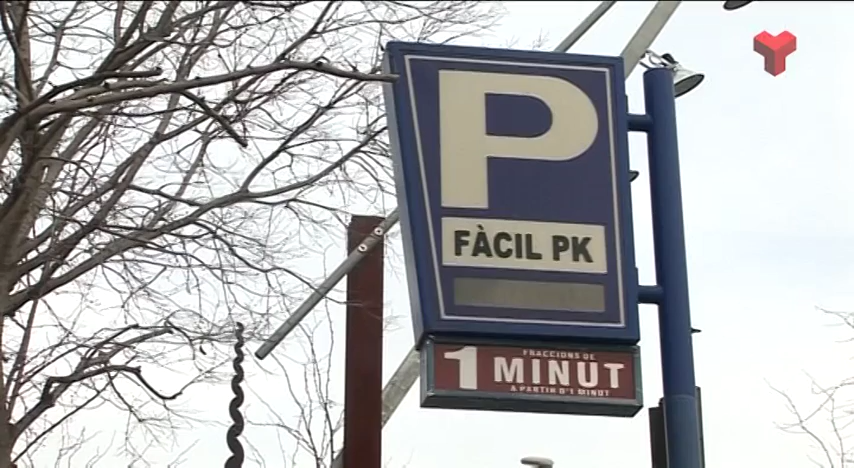 P
FÀCIL PK
1
FRACCIONS DE
MINUT
A PARTIR D'1 MINUT